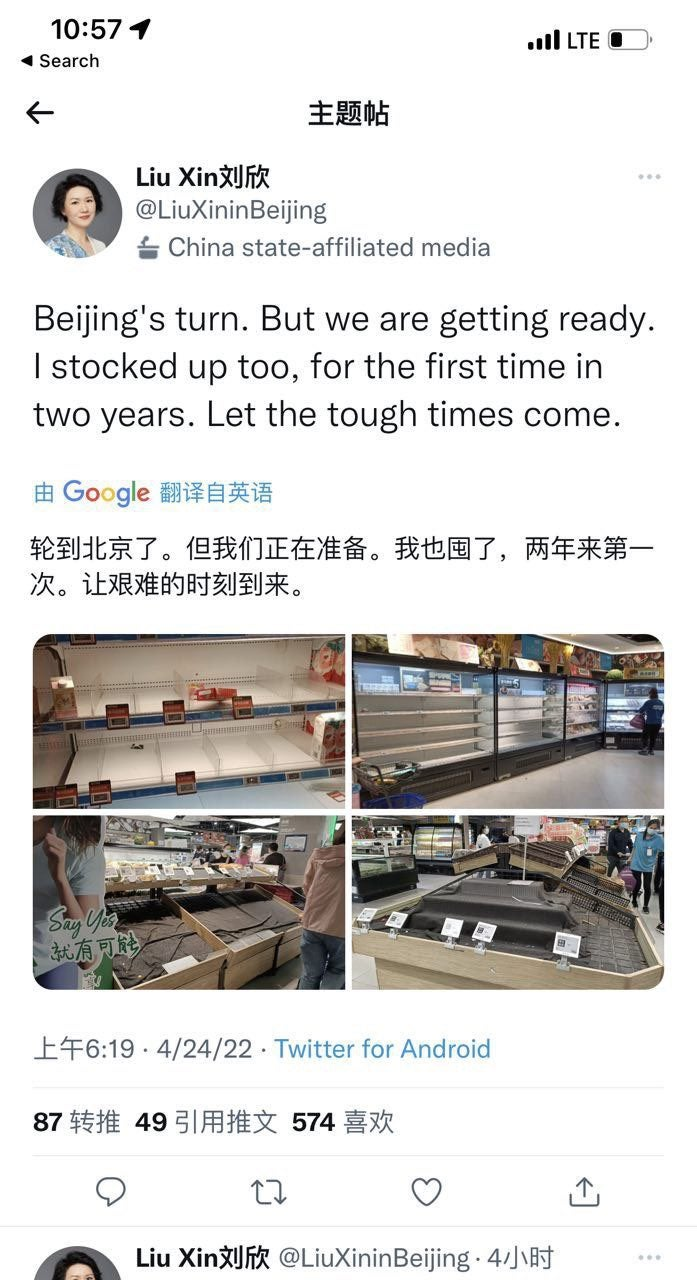 10:57
LTE
Search
主题帖
Liu Xin刘欣
@LiuXininBeijing
China state-affiliated media
Beijing's turn. But we are getting ready.
I stocked up too, for the first time in
two years. Let the tough times come.
由 Google 翻译自英语
轮到北京了。但我们正在准备。我也囤了，两年来第一
次。让艰难的时刻到来。
Say Yes
就有可能
上午6:19 · 4/24/22 · Twitter for Android
87 转推 49 引用推文 574 喜欢
Liu Xin刘欣 @LiuXininBeijing · 4小时